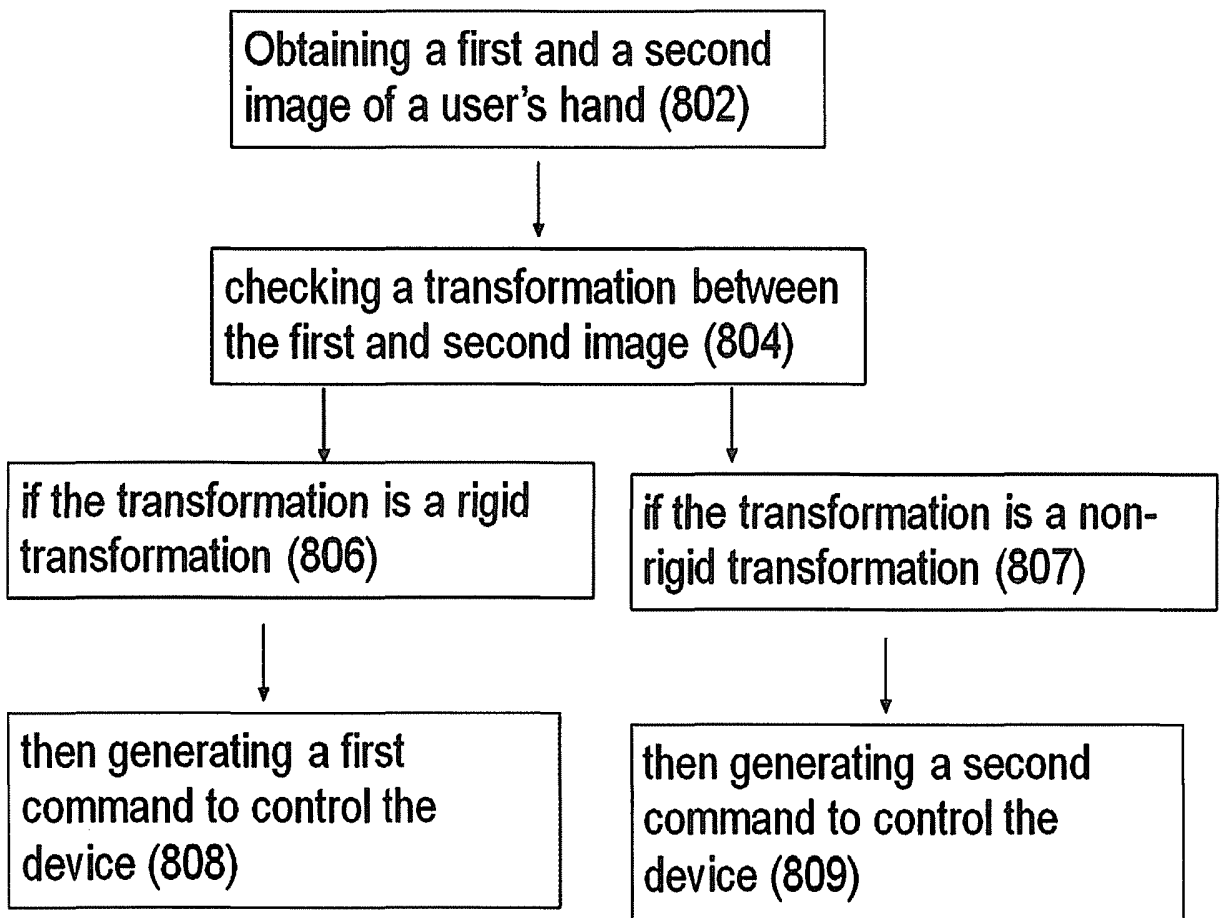 Obtaining a first and a second
image of a user's hand (802)
checking a transformation between
the first and second image (804)
if the transformation is a rigid
transformation (806)
if the transformation is a non-
rigid transformation (807)
then generating a first
command to control the
device (808)
then generating a second
command to control the
device (809)